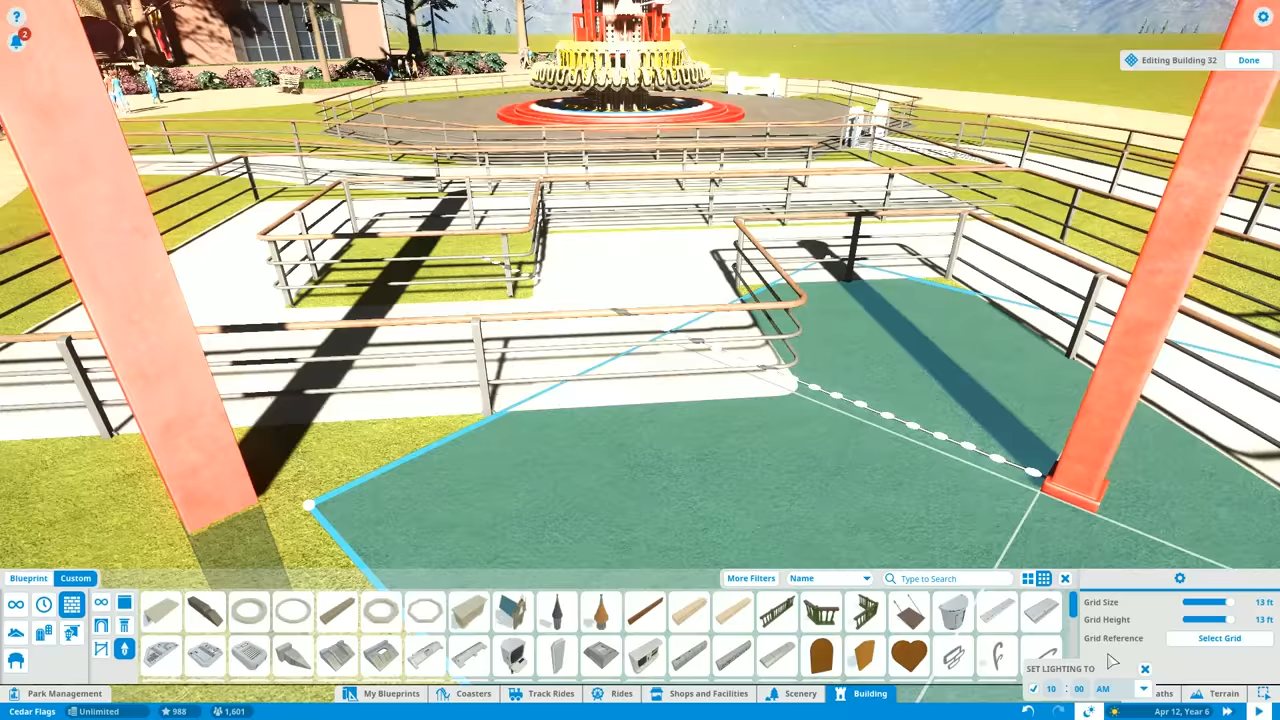 ?
2
Editing Building 32
Done
Blueprint
Custom
More Filters
Name
Type to Search
Grid Size
13 ft
Grid Height
13 ft
Grid Reference
Select Grid
SET LIGHTING TO
10 : 00 AM
Park Management
My Blueprints
Coasters
Track Rides
Rides
Shops and Facilities
Scenery
Building
aths
Terrain
Cedar Flags
Unlimited
988
1,601
Apr 12, Year 6